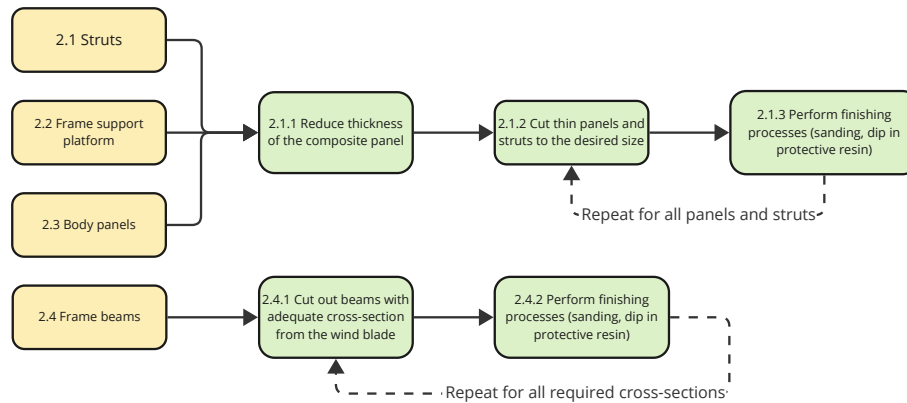 2.1 Struts
2.2 Frame support
platform
2.3 Body panels
2.1.1 Reduce thickness
of the composite panel
2.1.2 Cut thin panels and
struts to the desired size
2.1.3 Perform finishing
processes (sanding, dip in
protective resin)
Repeat for all panels and struts
2.4 Frame beams
2.4.1 Cut out beams with
adequate cross-section
from the wind blade
2.4.2 Perform finishing
processes (sanding, dip in
protective resin)
Repeat for all required cross-sections